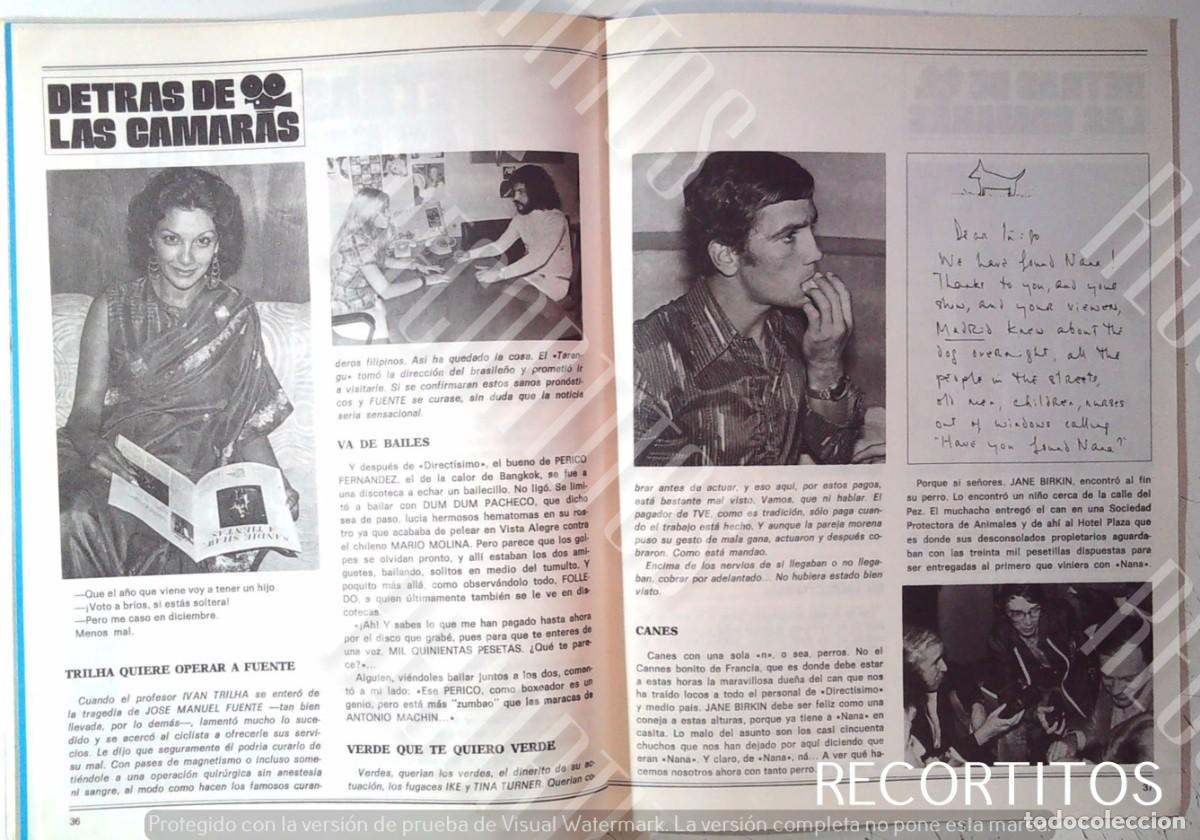 DETRAS DE
LAS CAMARAS
—Que el año que viene voy a tener un hijo.
—¡Voto a bríos, si estás soltera!
—Pero me caso en diciembre.
Menos mal.
TRILHA QUIERE OPERAR A FUENTE
Cuando el profesor IVAN TRILHA se enteró de
la tragedia de JOSE MANUEL FUENTE —tan bien
llevada, por lo demás—, lamentó mucho lo suce-
dido y se acercó al ciclista a ofrecerle sus servi-
cios. Le dijo que seguramente él podría curarlo de
su mal. Con pases de magnetismo o incluso some-
tiéndole a una operación quirúrgica sin anestesia
ni sangre, al modo como hacen los famosos curan-
36
deros filipinos. Así ha quedado la cosa. El «Taran-
gu» tomó la dirección del brasileño y prometió ir
a visitarle. Si se confirmaran estos sanos pronósti-
cos y FUENTE se curase, sin duda que la noticia
sería sensacional.
VA DE BAILES
Y después de «Directísimo», el bueno de PERICO
FERNANDEZ, el de la calor de Bangkok, se fue a
una discoteca a echar un bailecillo. No ligó. Se limi-
tó a bailar con DUM DUM PACHECO, que dicho
sea de paso, lucía hermosos hematomas en su ros-
tro ya que acababa de pelear en Vista Alegre contra
el chileno MARIO MOLINA. Pero parece que los gol-
pes se olvidan pronto, y allí estaban los dos ami-
guetes, bailando, solitos en medio del tumulto. Y
poquito más allá, como observándolo todo, FOLLE-
DO, a quien últimamente también se le ve en dis-
cotecas.
«¡Ah! Y sabes lo que me han pagado hasta ahora
por el disco que grabé, pues para que te enteres de
una vez. MIL QUINIENTAS PESETAS. ¿Qué te pare-
ce?»...
Alguien, viéndoles bailar juntos a los dos, comen-
tó a mi lado: «Ese PERICO, como boxeador es un
genio, pero está más "zumbao" que las maracas de
ANTONIO MACHIN...»
VERDE QUE TE QUIERO VERDE
Verdes, querían los verdes, el dinerito de su ac-
tuación, los fugaces IKE y TINA TURNER. Querían co-
brar antes de actuar, y eso aquí, por estos pagos,
está bastante mal visto. Vamos, que ni hablar. El
pagador de TVE, como es tradición, sólo paga cuan-
do el trabajo está hecho. Y aunque la pareja morena
puso su gesto de mala gana, actuaron y después co-
braron. Como está mandao.
Encima de los nervios de si llegaban o no llega-
ban, cobrar por adelantado... No hubiera estado bien
visto.
CANES
Canes con una sola «n», o sea, perros. No el
Cannes bonito de Francia, que es donde debe estar
a estas horas la maravillosa dueña del can que nos
ha traído locos a todo el personal de «Directísimo»
y medio país. JANE BIRKIN debe ser feliz como una
coneja a estas alturas, porque ya tiene a «Nana» en
casita. Lo malo del asunto son los casi cincuenta
chuchos que nos han dejado por aquí diciendo que
eran «Nana». Y claro, de «Nana», ná... A ver qué ha-
cemos nosotros ahora con tanto perro.
Dear Iñigo
We have found Nana!
Thanks to you, and your
show, and your viewers,
Madrid knew about the
dog overnight, all the
people in the streets,
old men, children, nurses
out of windows calling
"Have you found Nana?"
Porque sí señores. JANE BIRKIN, encontró al fin
su perro. Lo encontró un niño cerca de la calle del
Pez. El muchacho entregó el can en una Sociedad
Protectora de Animales y de ahí al Hotel Plaza que
es donde sus desconsolados propietarios aguarda-
ban con las treinta mil pesetillas dispuestas para
ser entregadas al primero que viniera con «Nana».
37
RECORTITOS
todocoleccion
Protegido con la versión de prueba de Visual Watermark. La versión completa no pone esta marca.